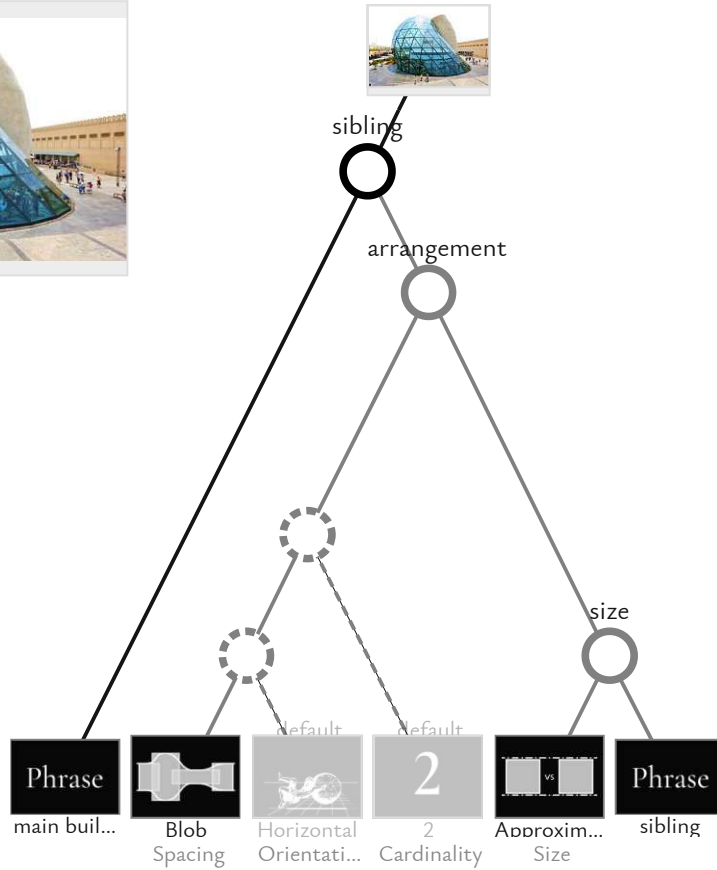 sibling
arrangement
size
default
default
Phrase
2
vs
Phrase
main buil...
Blob
Spacing
Horizontal
Orientati...
2
Cardinality
Approxim...
Size
sibling